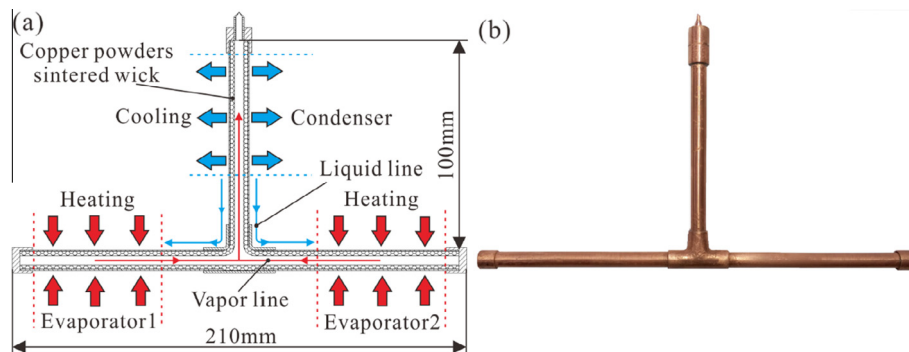 (a)
Copper powders
sintered wick
Cooling
Condenser
100mm
Liquid line
Heating
Heating
Vapor line
Evaporator1
Evaporator2
210mm
(b)